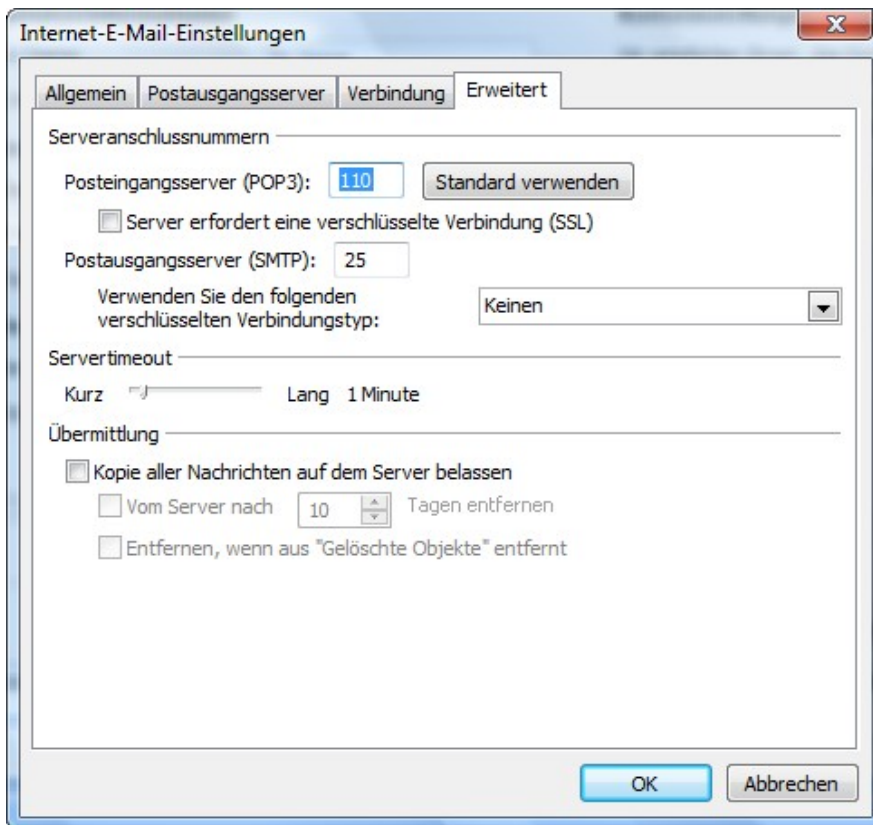 Internet-E-Mail-Einstellungen
Allgemein Postausgangsserver Verbindung Erweitert
Serveranschlussnummern
Posteingangsserver (POP3): 110 Standard verwenden
Server erfordert eine verschlüsselte Verbindung (SSL)
Postausgangsserver (SMTP): 25
Verwenden Sie den folgenden
verschlüsselten Verbindungstyp: Keinen
Servertimeout
Kurz Lang 1 Minute
Übermittlung
Kopie aller Nachrichten auf dem Server belassen
Vom Server nach 10 Tagen entfernen
Entfernen, wenn aus "Gelöschte Objekte" entfernt
OK Abbrechen